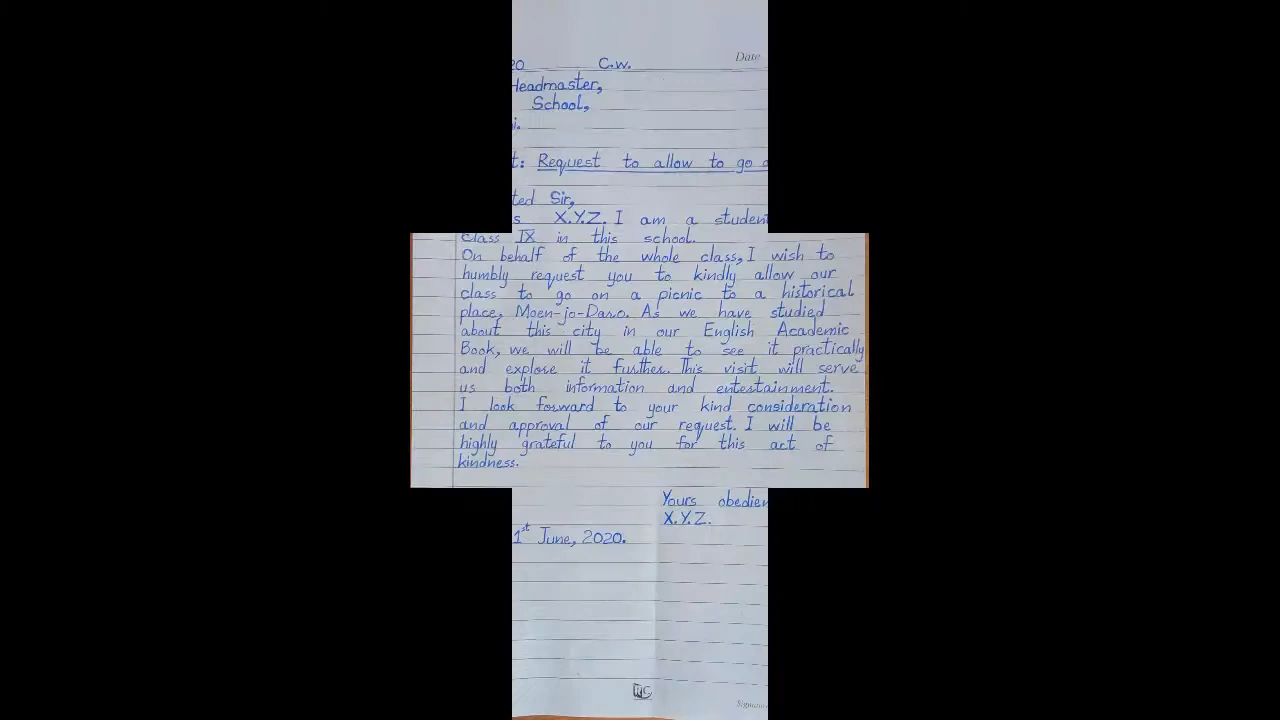 20 C.W. Date
Headmaster,
School,
i.
t: Request to allow to go
ted Sir,
s X.Y.Z. I am a student
Class IX in this school.
On behalf of the whole class, I wish to
humbly request you to kindly allow our
class to go on a picnic to a historical
place, Moen-jo-Daro. As we have studied
about this city in our English Academic
Book, we will be able to see it practically
and explore it further. This visit will serve
us both information and entertainment.
I look forward to your kind consideration
and approval of our request. I will be
highly grateful to you for this act of
kindness.
Yours obedien
X.Y.Z.
1st June, 2020.